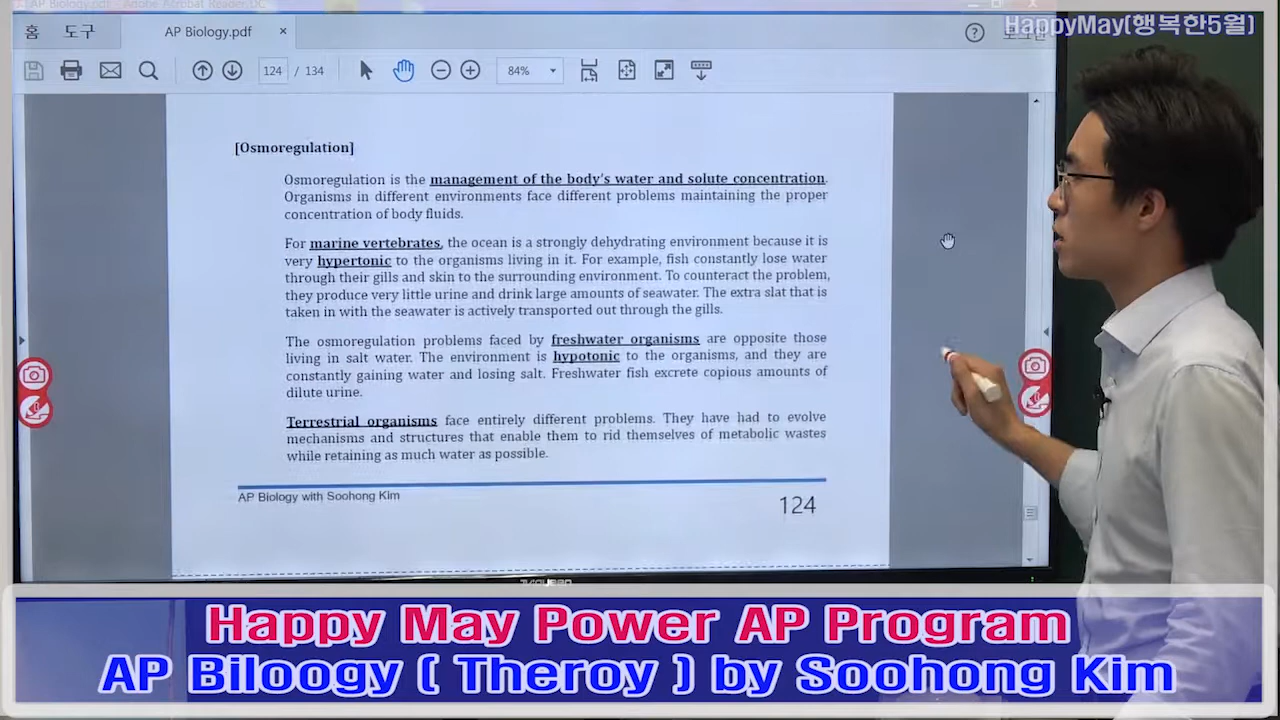 AP Biology.pdf - Adobe Acrobat Reader DC
HappyMay(행복한5월)
홈 도구 AP Biology.pdf ×
124 / 134 84%
[Osmoregulation]
Osmoregulation is the management of the body's water and solute concentration.
Organisms in different environments face different problems maintaining the proper
concentration of body fluids.
For marine vertebrates, the ocean is a strongly dehydrating environment because it is
very hypertonic to the organisms living in it. For example, fish constantly lose water
through their gills and skin to the surrounding environment. To counteract the problem,
they produce very little urine and drink large amounts of seawater. The extra slat that is
taken in with the seawater is actively transported out through the gills.
The osmoregulation problems faced by freshwater organisms are opposite those
living in salt water. The environment is hypotonic to the organisms, and they are
constantly gaining water and losing salt. Freshwater fish excrete copious amounts of
dilute urine.
Terrestrial organisms face entirely different problems. They have had to evolve
mechanisms and structures that enable them to rid themselves of metabolic wastes
while retaining as much water as possible.
AP Biology with Soohong Kim
124
Happy May Power AP Program
AP Biloogy ( Theroy ) by Soohong Kim